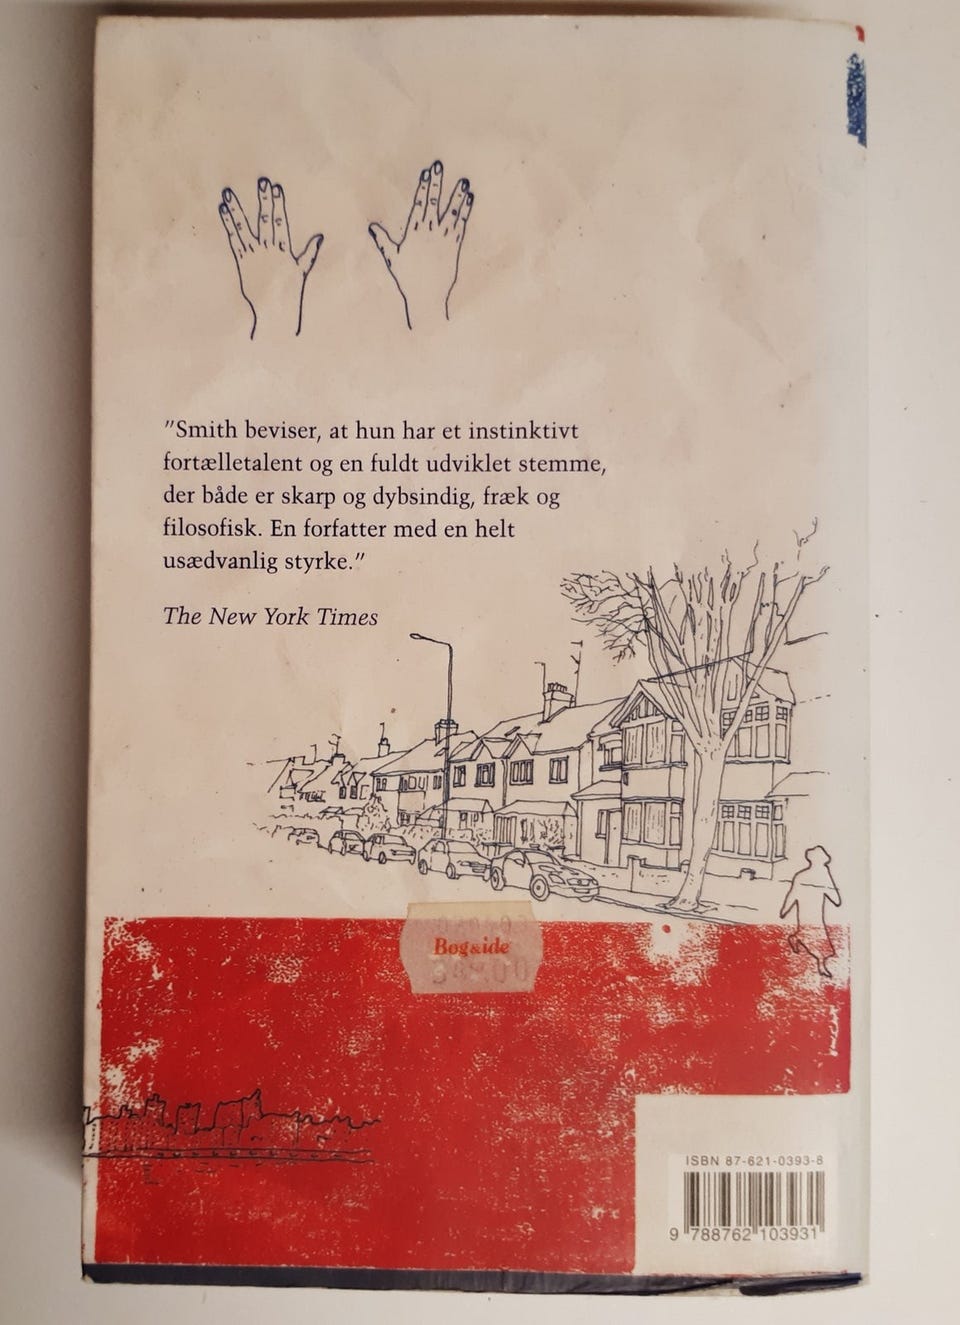 "Smith beviser, at hun har et instinktivt
fortælletalent og en fuldt udviklet stemme,
der både er skarp og dybsindig, fræk og
filosofisk. En forfatter med en helt
usædvanlig styrke."
The New York Times
Bog&ide
ISBN 87-621-0393-8
9 788762 103931